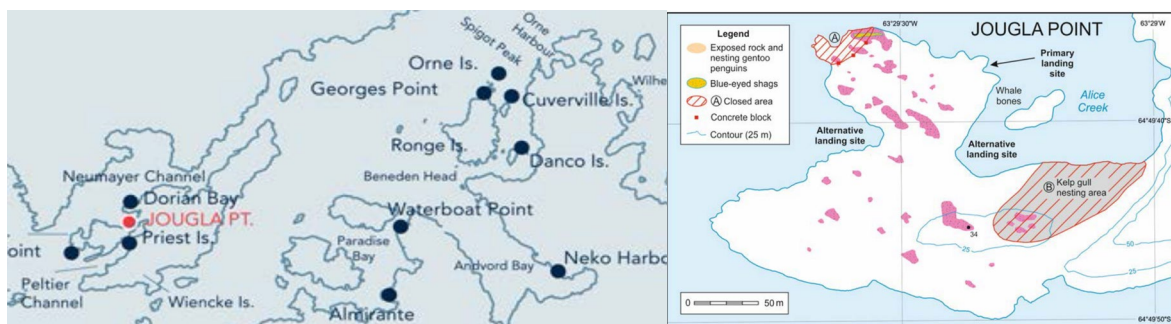 Orne
Harbour
Spigot Peak
Orne Is.
Wilhe
Georges Point
Cuverville Is.
Ronge Is.
Danco Is.
Neumayer Channel
Beneden Head
Dorian Bay
JOUGLA PT.
Waterboat Point
Priest Is.
oint
Paradise
Bay
Andvord Bay
Neko Harbo
Peltier
Channel
Wiencke Is.
Almirante
63°29'30"W
JOUGLA POINT
63°29'W
Legend
Exposed rock and
nesting gentoo
penguins
Blue-eyed shags
A Closed area
Concrete block
Contour (25 m)
A
Primary
landing site
Whale
bones
Alice
Creek
64°49'40"S
Alternative
landing site
Alternative
landing site
B Kelp gull
nesting area
34
25
50
25
0 50 m
64°49'50"S